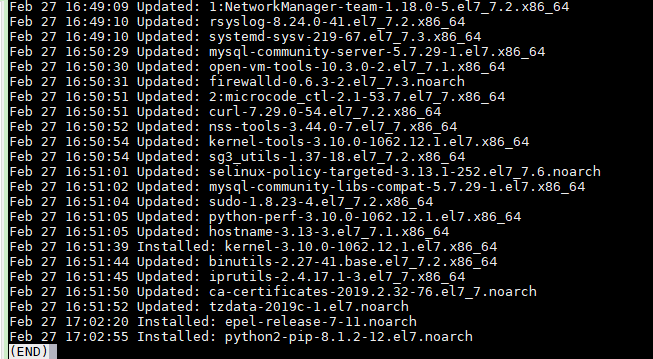 Feb 27 16:49:09 Updated: 1:NetworkManager-team-1.18.0-5.el7_7.2.x86_64
Feb 27 16:49:10 Updated: rsyslog-8.24.0-41.el7_7.2.x86_64
Feb 27 16:49:10 Updated: systemd-sysv-219-67.el7_7.3.x86_64
Feb 27 16:50:29 Updated: mysql-community-server-5.7.29-1.el7.x86_64
Feb 27 16:50:30 Updated: open-vm-tools-10.3.0-2.el7_7.1.x86_64
Feb 27 16:50:31 Updated: firewalld-0.6.3-2.el7_7.3.noarch
Feb 27 16:50:51 Updated: 2:microcode_ctl-2.1-53.7.el7_7.x86_64
Feb 27 16:50:51 Updated: curl-7.29.0-54.el7_7.2.x86_64
Feb 27 16:50:52 Updated: nss-tools-3.44.0-7.el7_7.x86_64
Feb 27 16:50:54 Updated: kernel-tools-3.10.0-1062.12.1.el7.x86_64
Feb 27 16:50:54 Updated: sg3_utils-1.37-18.el7_7.2.x86_64
Feb 27 16:51:01 Updated: selinux-policy-targeted-3.13.1-252.el7_7.6.noarch
Feb 27 16:51:02 Updated: mysql-community-libs-compat-5.7.29-1.el7.x86_64
Feb 27 16:51:04 Updated: sudo-1.8.23-4.el7_7.2.x86_64
Feb 27 16:51:05 Updated: python-perf-3.10.0-1062.12.1.el7.x86_64
Feb 27 16:51:05 Updated: hostname-3.13-3.el7_7.1.x86_64
Feb 27 16:51:39 Installed: kernel-3.10.0-1062.12.1.el7.x86_64
Feb 27 16:51:44 Updated: binutils-2.27-41.base.el7_7.2.x86_64
Feb 27 16:51:45 Updated: iprutils-2.4.17.1-3.el7_7.x86_64
Feb 27 16:51:50 Updated: ca-certificates-2019.2.32-76.el7_7.noarch
Feb 27 16:51:52 Updated: tzdata-2019c-1.el7.noarch
Feb 27 17:02:20 Installed: epel-release-7-11.noarch
Feb 27 17:02:55 Installed: python2-pip-8.1.2-12.el7.noarch
(END)